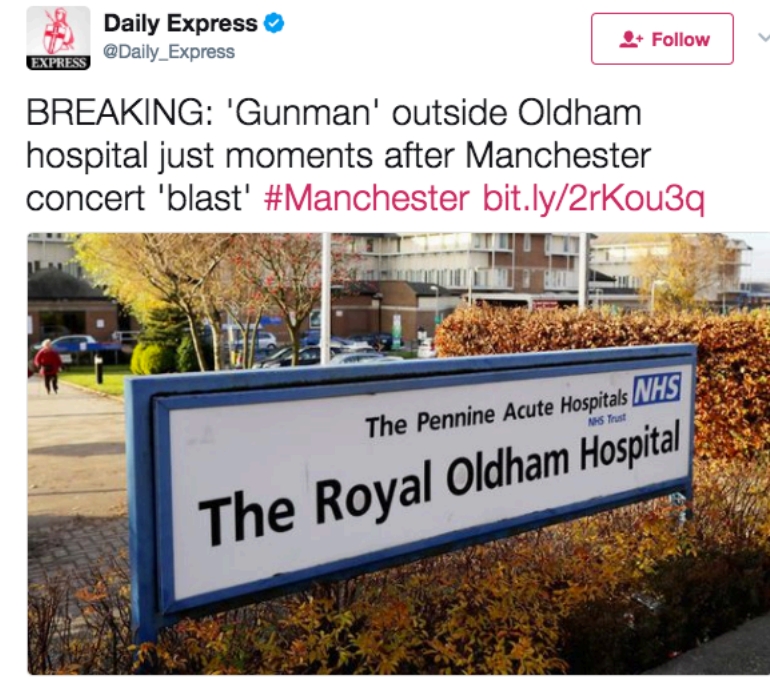 Daily Express
@Daily_Express
EXPRESS
Follow
BREAKING: 'Gunman' outside Oldham
hospital just moments after Manchester
concert 'blast' #Manchester bit.ly/2rKou3q
The Pennine Acute Hospitals NHS
NHS Trust
The Royal Oldham Hospital